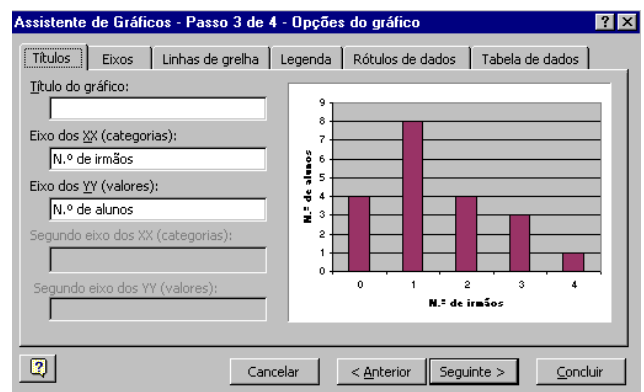 Assistente de Gráficos - Passo 3 de 4 - Opções do gráfico
Títulos Eixos Linhas de grelha Legenda Rótulos de dados Tabela de dados
Título do gráfico:
Eixo dos XX (categorias):
N.º de irmãos
Eixo dos YY (valores):
N.º de alunos
Segundo eixo dos XX (categorias):
Segundo eixo dos YY (valores):
9
8
7
6
5
4
3
2
1
0
N.º de alunos
0 1 2 3 4
N.º de irmãos
Cancelar < Anterior Seguinte > Concluir